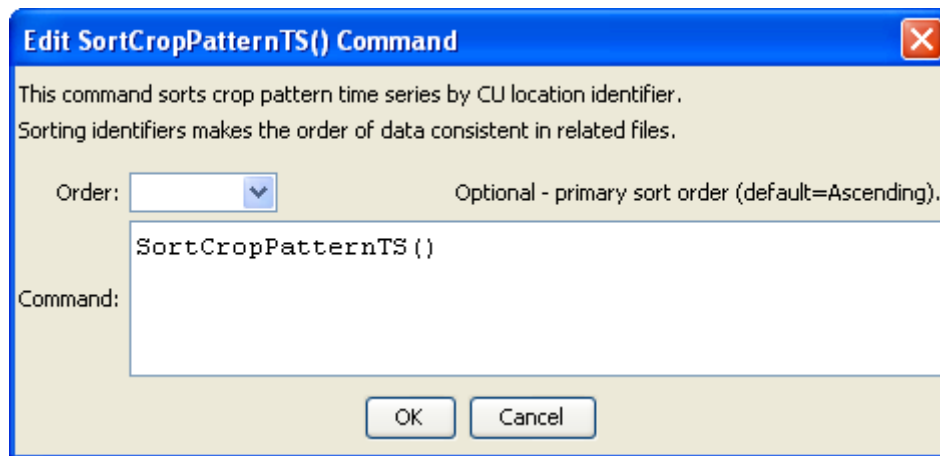 Edit SortCropPatternTS() Command
This command sorts crop pattern time series by CU location identifier.
Sorting identifiers makes the order of data consistent in related files.
Order: Optional - primary sort order (default=Ascending).
SortCropPatternTS()
Command:
OK Cancel